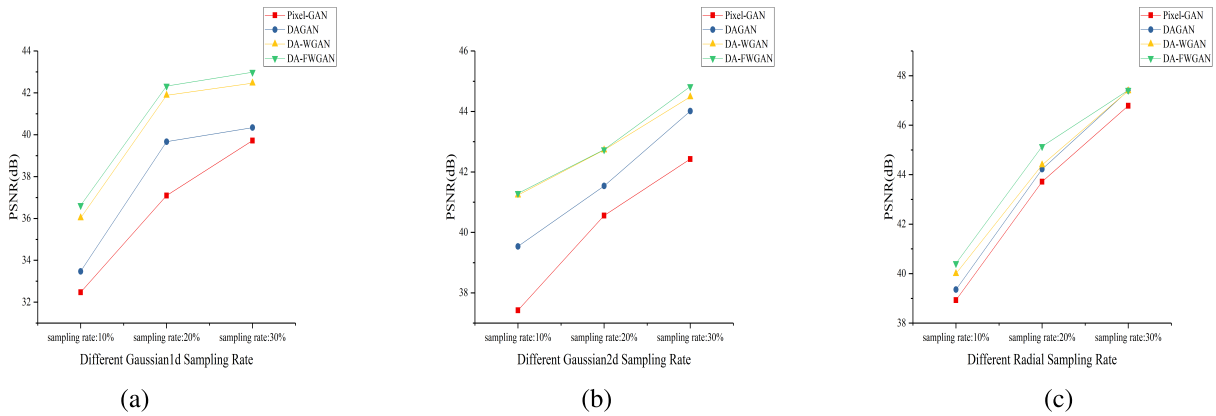 Pixel-GAN
DAGAN
DA-WGAN
DA-FWGAN
44
42
40
38
36
34
32
PSNR(dB)
sampling rate:10%
sampling rate:20%
sampling rate:30%
Different Gaussian1d Sampling Rate
(a)
Pixel-GAN
DAGAN
DA-WGAN
DA-FWGAN
46
44
42
40
38
PSNR(dB)
sampling rate:10%
sampling rate:20%
sampling rate:30%
Different Gaussian2d Sampling Rate
(b)
Pixel-GAN
DAGAN
DA-WGAN
DA-FWGAN
48
46
44
42
40
38
PSNR(dB)
sampling rate:10%
sampling rate:20%
sampling rate:30%
Different Radial Sampling Rate
(c)